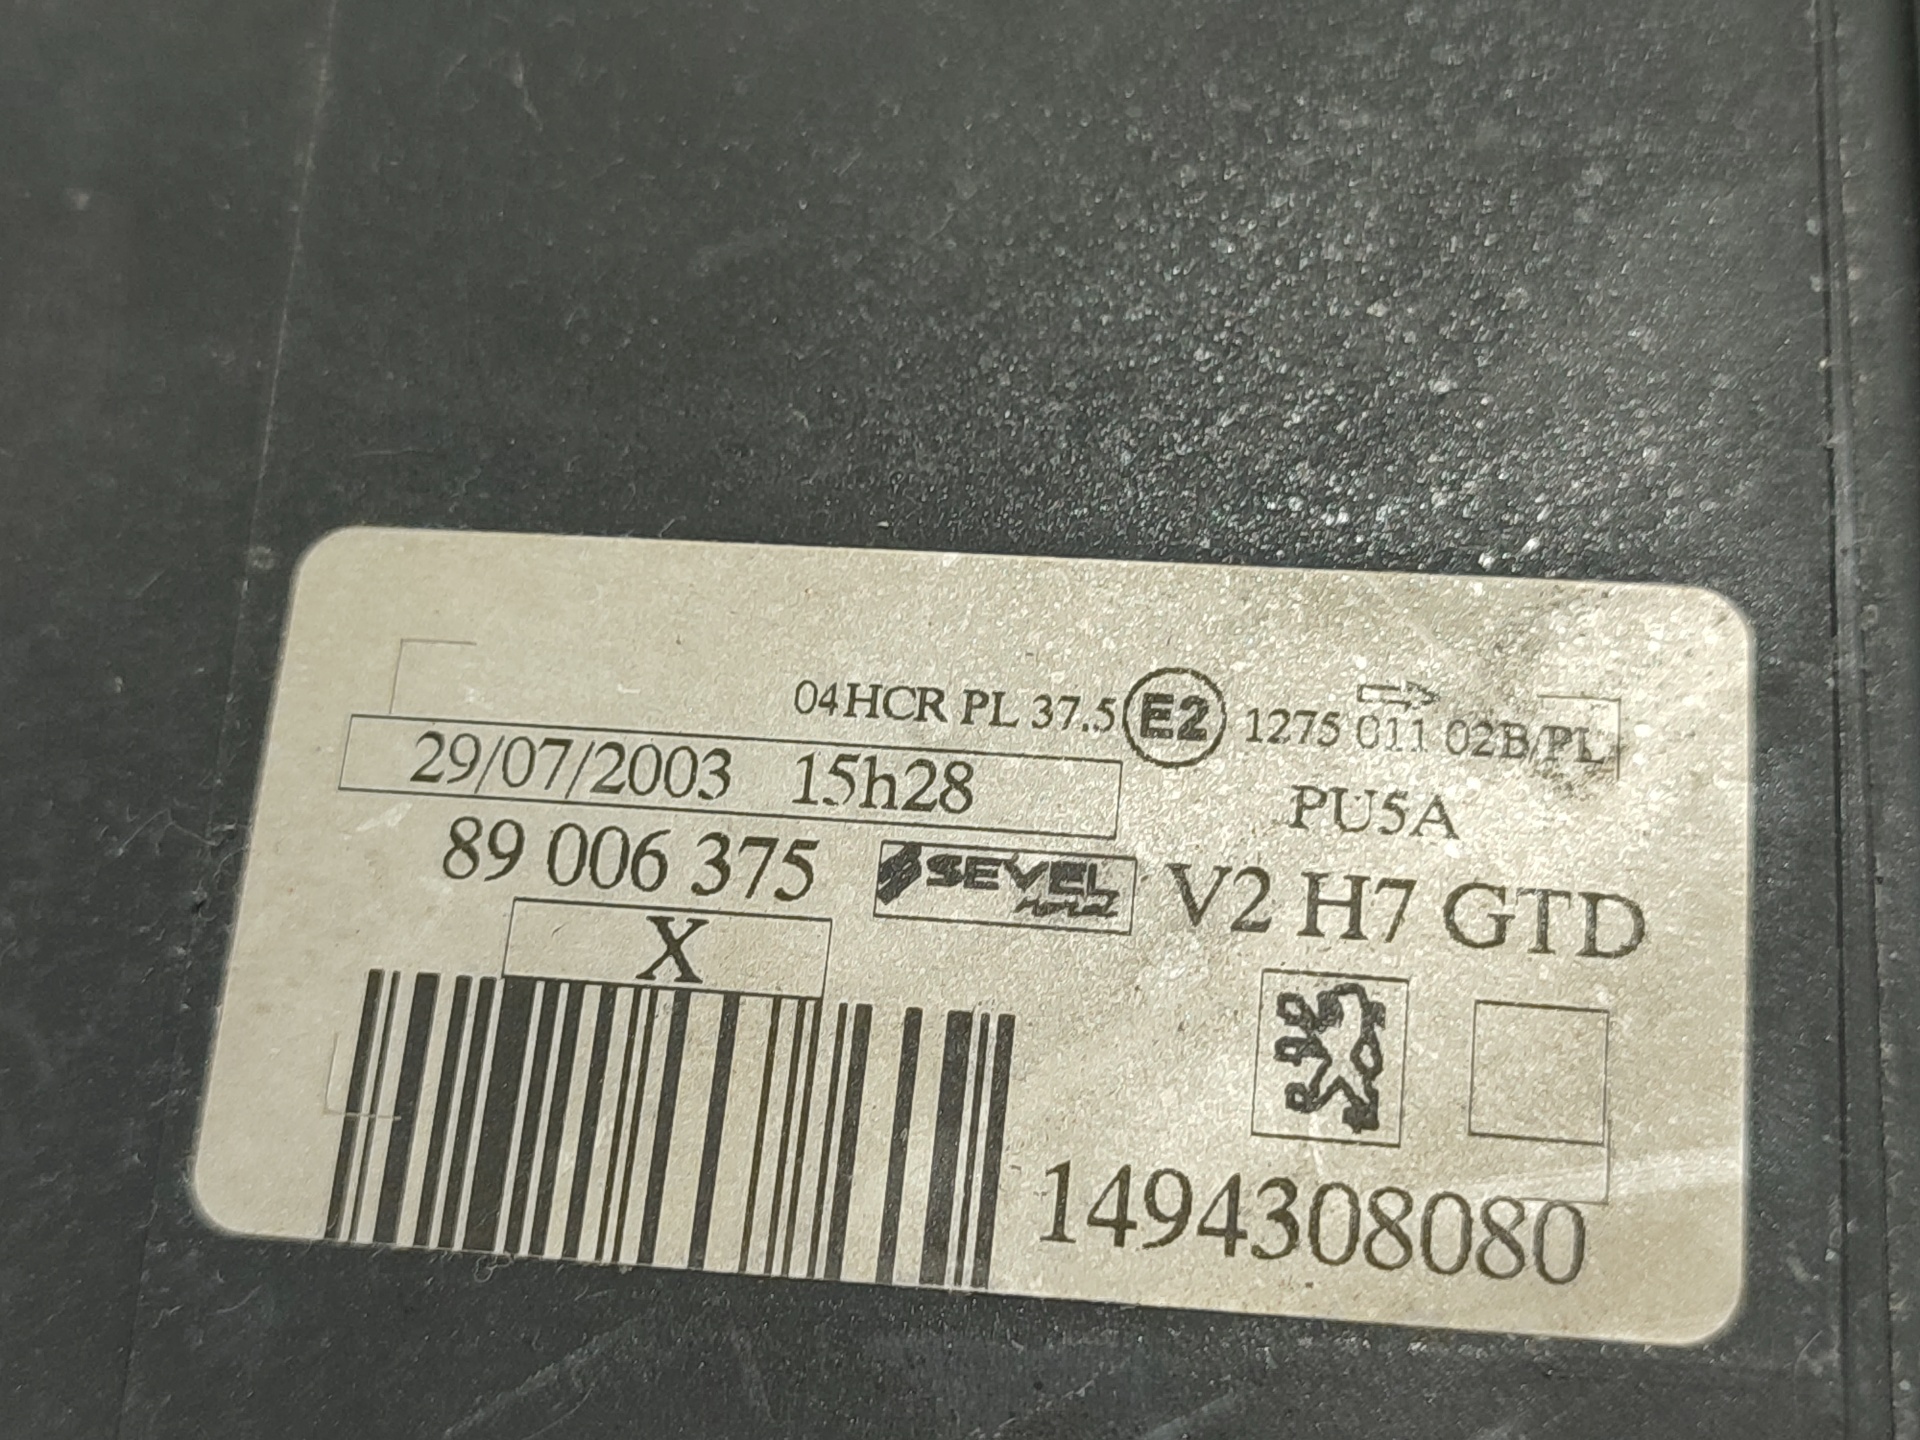 04HCR PL 37.5 E2 1275 011 02B/PL
29/07/2003 15h28 PU5A
89 006 375 SEVEL V2 H7 GTD
X
1494308080